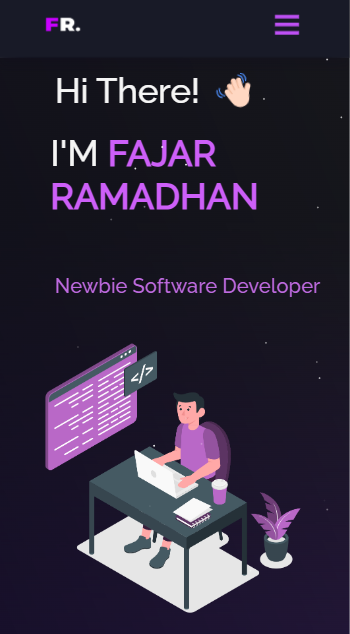 FR.
Hi There! 👋🏻
I'M FAJAR
RAMADHAN
Newbie Software Developer
</>